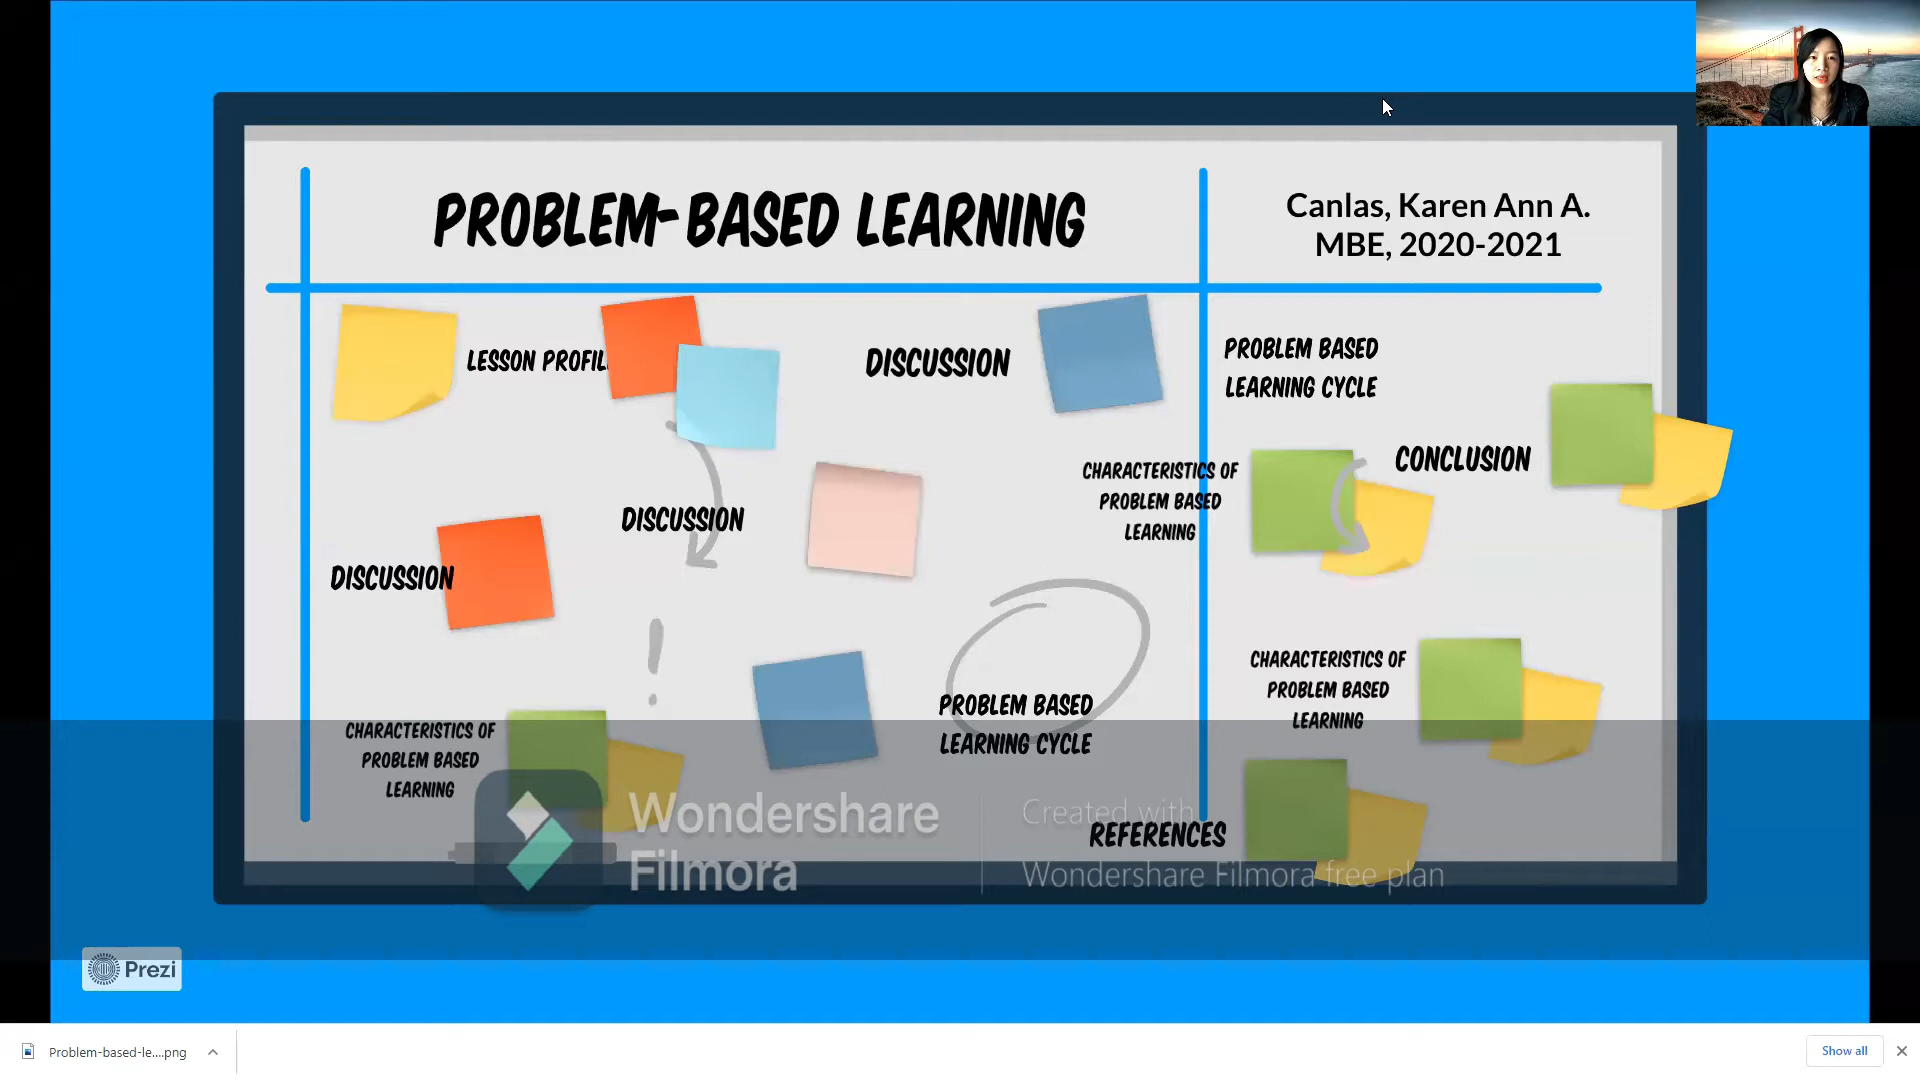 PROBLEM-BASED LEARNING
Canlas, Karen Ann A.
MBE, 2020-2021
LESSON PROFIL
DISCUSSION
PROBLEM BASED
LEARNING CYCLE
CONCLUSION
CHARACTERISTICS OF
PROBLEM BASED
LEARNING
DISCUSSION
DISCUSSION
CHARACTERISTICS OF
PROBLEM BASED
LEARNING
PROBLEM BASED
LEARNING CYCLE
CHARACTERISTICS OF
PROBLEM BASED
LEARNING
REFERENCES
Wondershare
Filmora
Created with
Wondershare Filmora free plan
Prezi
Problem-based-le....png
Show all